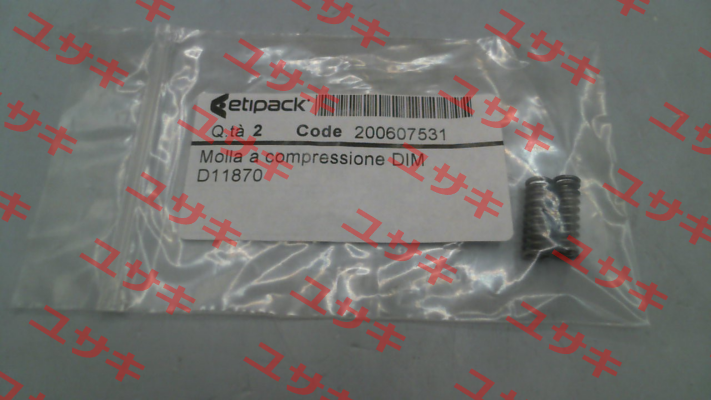 etipack
Q.tà 2 Code 200607531
Molla a compressione DIM
D11870
ユサキ